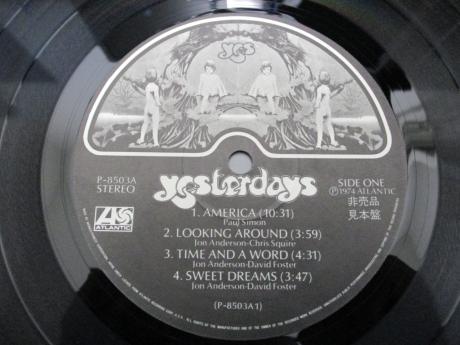 yes
P-8503A
STEREO
yesterdays
SIDE ONE
Ⓟ1974 ATLANTIC
非売品
見本盤
ATLANTIC
1. AMERICA (10:31)
Paul Simon
2. LOOKING AROUND (3:59)
Jon Anderson-Chris Squire
3. TIME AND A WORD (4:31)
Jon Anderson-David Foster
4. SWEET DREAMS (3:47)
Jon Anderson-David Foster
(P-8503A1)